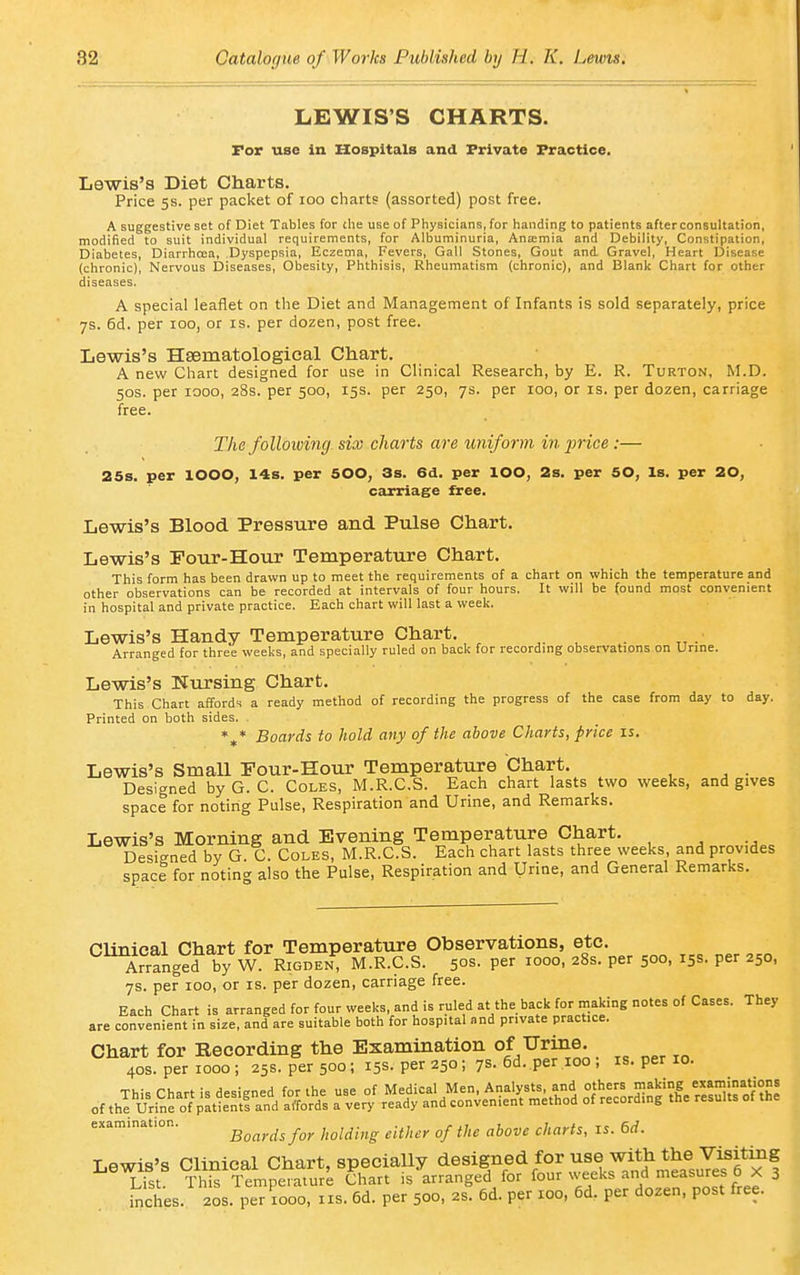 32 Catalogue of Works Published by H. K. Lewis.
LEWIS'S CHARTS.
For use in Hospitals and Private Practice.
Lewis's Diet Charts.
Price 5s. per packet of 100 charts (assorted) post free.
A suggestive set of Diet Tables for the use of Physicians, for handing to patients after consultation,
modified to suit individual requirements, for Albuminuria, Anæmia and Debility, Constipation,
Diabetes, Diarrhœa, Dyspepsia, Eczema, Fevers, Gall Stones, Gout and Gravel, Heart Disease
(chronic), Nervous Diseases, Obesity, Phthisis, Rheumatism (chronic), and Blank Chart for other
diseases.
A special leaflet on the Diet and Management of Infants is sold separately, price
7s. 6d. per 100, or 1s. per dozen, post free.
Lewis's Hæmatological Chart.
A new Chart designed for use in Clinical Research, by E. R. Turton, M.D.
50s. per 1000, 28s. per 500, 15s. per 250, 7s. per 100, or 1s. per dozen, carriage
free.
The following six charts are uniform in price :—
25s. per 1000, 14s. per 500, 3s. 6d. per 100, 2s. per 50, 1s. per 20,
carriage free.
Lewis's Blood Pressure and Pulse Chart.
Lewis's Four-Hour Temperature Chart.
This form has been drawn up to meet the requirements of a chart on which the temperature and
other observations can be recorded at intervals of four hours. It will be found most convenient
in hospital and private practice. Each chart will last a week.
Lewis's Handy Temperature Chart.
Arranged for three weeks, and specially ruled on back for recording observations on Urine.
Lewis's Nursing Chart.
This Chart affords a ready method of recording the progress of the case from day to day.
Printed on both sides.
*** Boards to hold any of the above Charts, price 1s.
Lewis's Small Four-Hour Temperature Chart.
Designed by G. C. Coles, M.R.C.S. Each chart lasts two weeks, and gives
space for noting Pulse, Respiration and Urine, and Remarks.
Lewis's Morning and Evening Temperature Chart.
Designed by G. C. Coles, M.R.C.S. Each chart lasts three weeks, and provides
space for noting also the Pulse, Respiration and Urine, and General Remarks.
Clinical Chart for Temperature Observations, etc.
Arranged by W. Rigden, M.R.C.S. 50s. per 1000, 28s. per 500, 15s. per 250,
7s. per 100, or 1s. per dozen, carriage free.
Each Chart is arranged for four weeks, and is ruled at the back for making notes of Cases. They
are convenient in size, and are suitable both for hospital and private practice.
Chart for Recording the Examination of Urine.
40s. per 1000 ; 25s. per 500 ; 15s. per 250 ; 7s. 6d. per 100 ; 1s. per 10.
This Chart is designed for the use of Medical Men, Analysts, and others making examinations
of the Urine of patients and affords a very ready and convenient method of recording the results of the
examination.
Boards for holding either of the above charts, 1s. 6d.
Lewis's Clinical Chart, specially designed for use with the Visiting
List. This Temperature Chart is arranged for four weeks and measures 6 x 3
inches. 20s. per 1000, 11s. 6d. per 500, 2s. 6d. per 100, 6d. per dozen, post free.